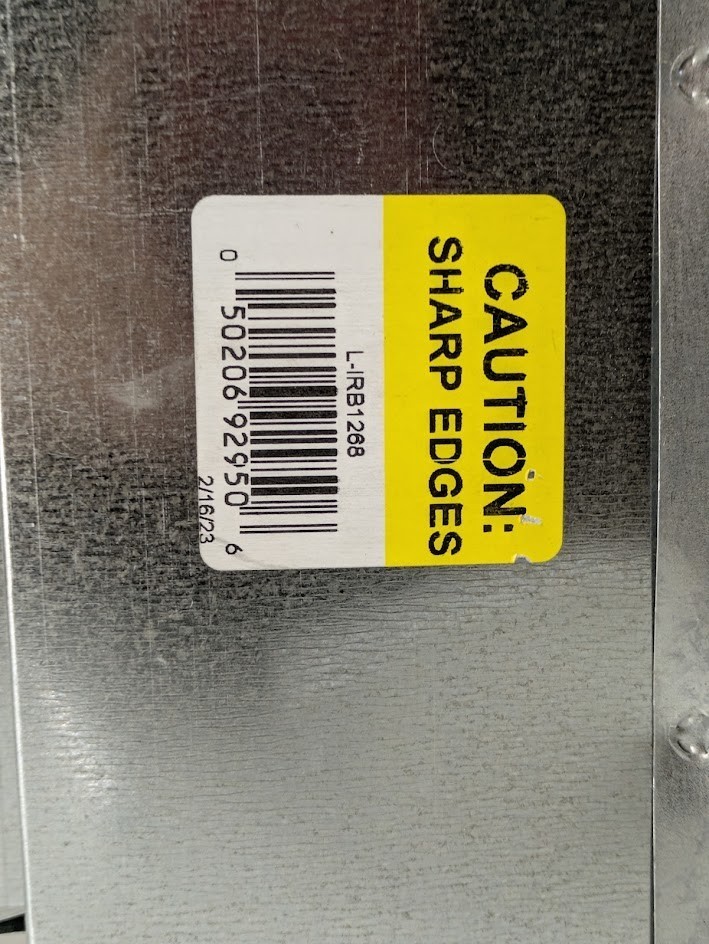 CAUTION:
SHARP EDGES
L-IRB1268
0 50206 92950 6
2/16/23